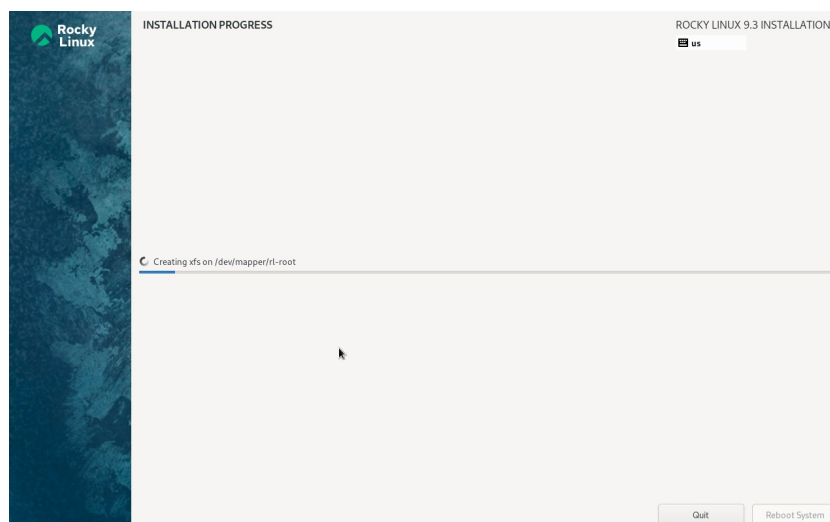 Rocky
Linux
INSTALLATION PROGRESS
ROCKY LINUX 9.3 INSTALLATION
us
Creating xfs on /dev/mapper/rl-root
Quit
Reboot System